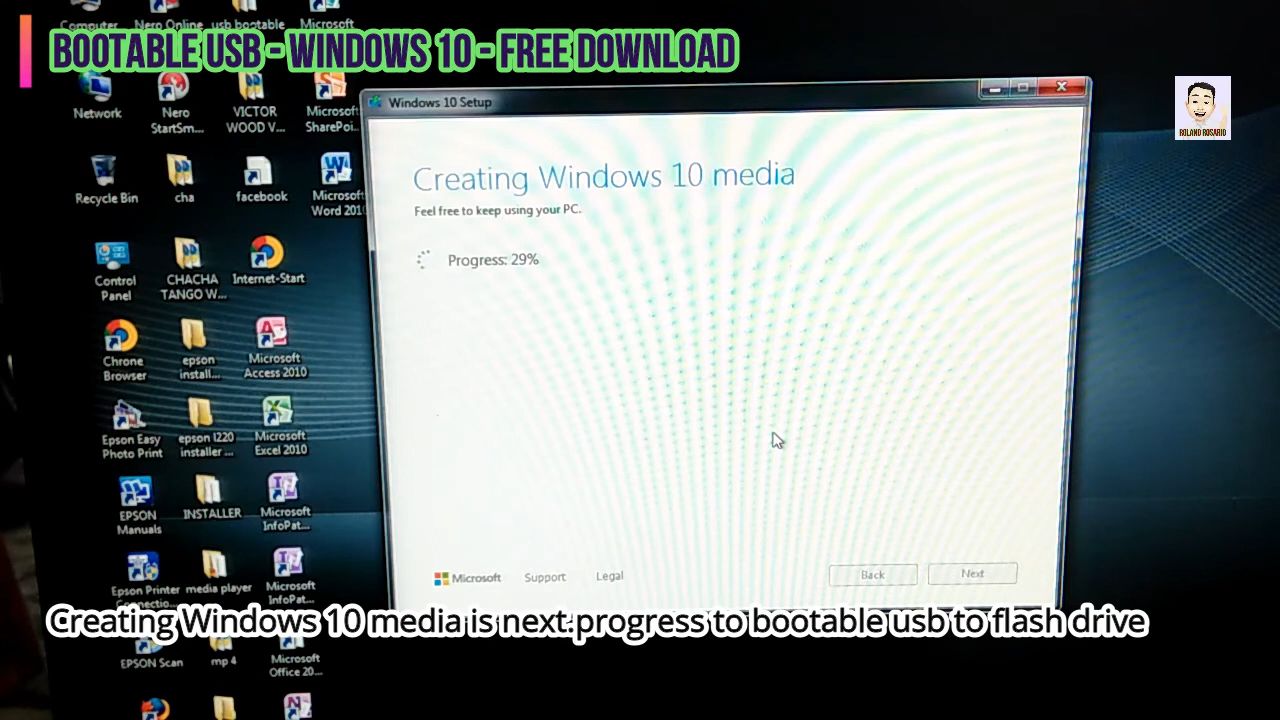 Computer
Nero Online
usb bootable
Microsoft
BOOTABLE USB - WINDOWS 10 - FREE DOWNLOAD
ROLAND ROSARIO
Network
Nero
StartSm...
VICTOR
WOOD V...
Microsoft
SharePoi...
Recycle Bin
cha
facebook
Microsoft
Word 2010
Control
Panel
CHACHA
TANGO W...
Internet-Start
Chrome
Browser
epson
install...
Microsoft
Access 2010
Epson Easy
Photo Print
epson l220
installer ...
Microsoft
Excel 2010
EPSON
Manuals
INSTALLER
Microsoft
InfoPat...
Epson Printer
Connectio...
media player
Microsoft
InfoPat...
EPSON Scan
mp 4
Microsoft
Office 20...
Windows 10 Setup
Creating Windows 10 media
Feel free to keep using your PC.
Progress: 29%
Microsoft
Support
Legal
Back
Next
Creating Windows 10 media is next.progress to bootable usb to flash drive